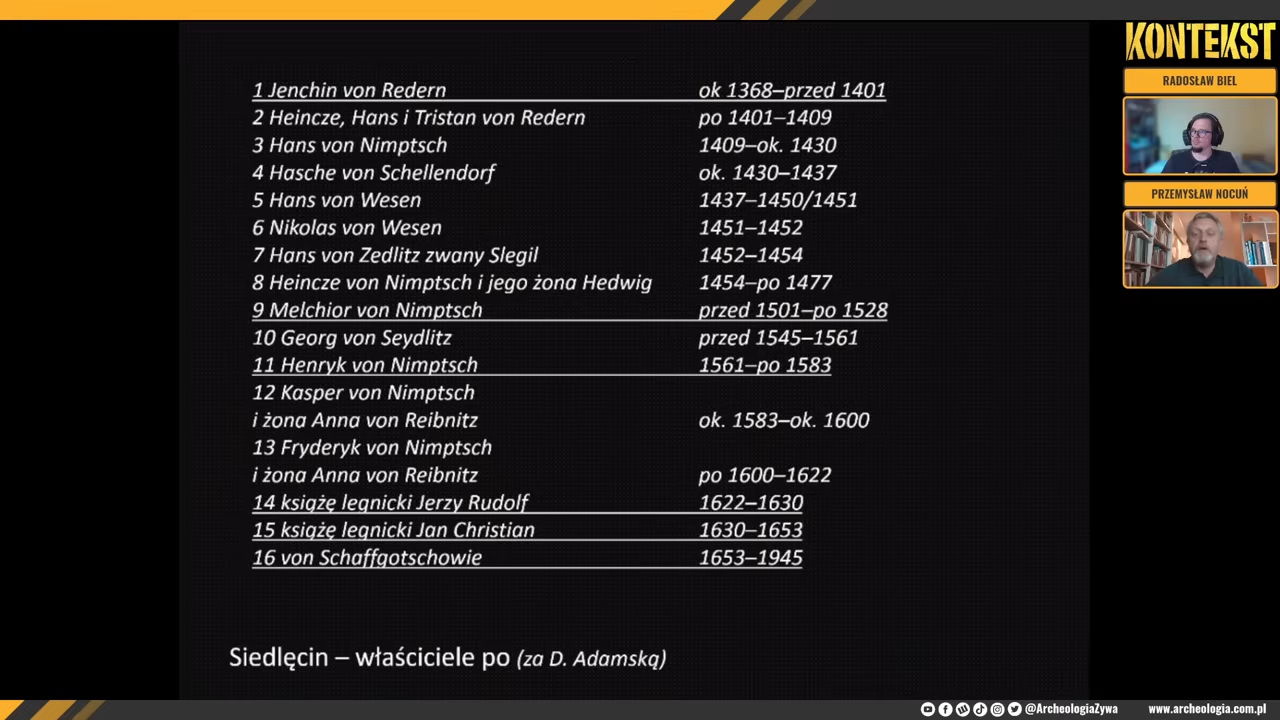 1 Jenchin von Redern ok 1368–przed 1401
2 Heincze, Hans i Tristan von Redern po 1401–1409
3 Hans von Nimptsch 1409–ok. 1430
4 Hasche von Schellendorf ok. 1430–1437
5 Hans von Wesen 1437–1450/1451
6 Nikolas von Wesen 1451–1452
7 Hans von Zedlitz zwany Slegil 1452–1454
8 Heincze von Nimptsch i jego żona Hedwig 1454–po 1477
9 Melchior von Nimptsch przed 1501–po 1528
10 Georg von Seydlitz przed 1545–1561
11 Henryk von Nimptsch 1561–po 1583
12 Kasper von Nimptsch
i żona Anna von Reibnitz ok. 1583–ok. 1600
13 Fryderyk von Nimptsch
i żona Anna von Reibnitz po 1600–1622
14 książę legnicki Jerzy Rudolf 1622–1630
15 książę legnicki Jan Christian 1630–1653
16 von Schaffgotschowie 1653–1945
Siedlęcin – właściciele po (za D. Adamską)
KONTEKST
RADOSŁAW BIEL
PRZEMYSŁAW NOCUŃ
@ArcheologiaZywa www.archeologia.com.pl